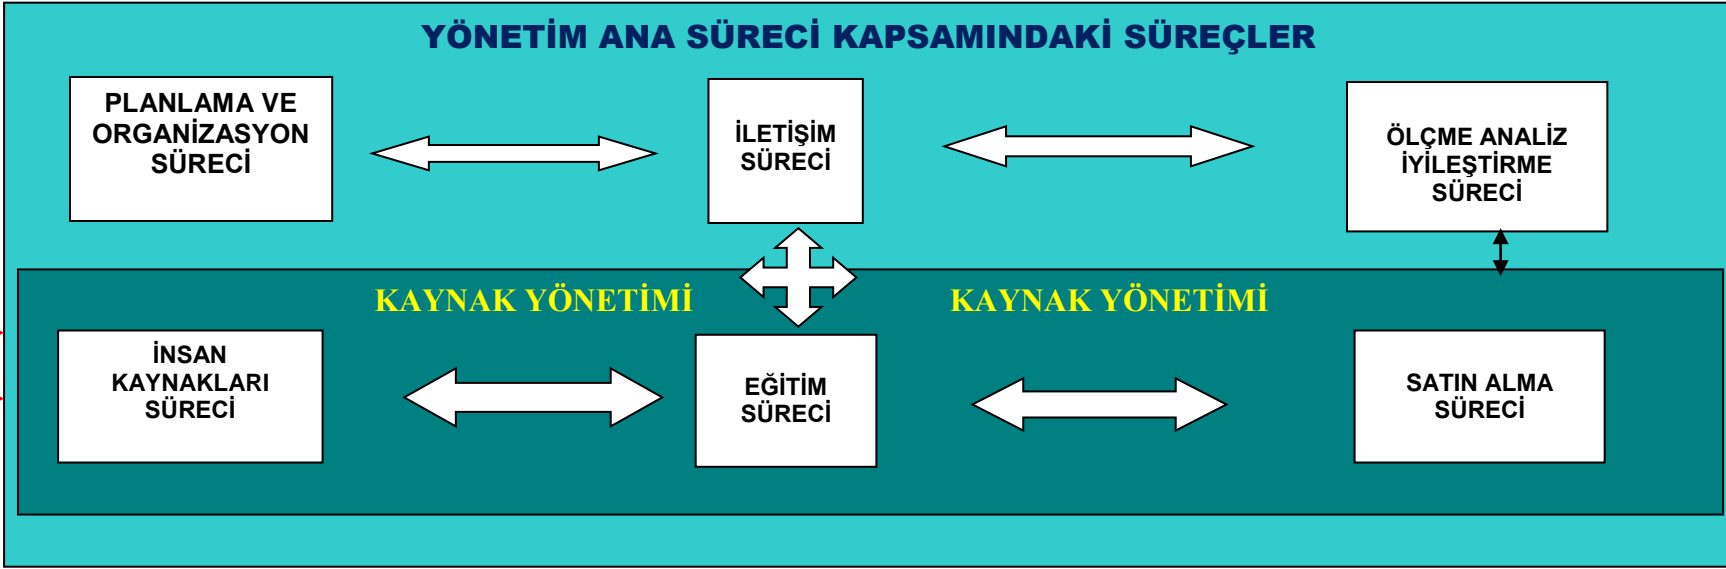 YÖNETİM ANA SÜRECİ KAPSAMINDAKİ SÜREÇLER
PLANLAMA VE
ORGANİZASYON
SÜRECİ
İLETİŞİM
SÜRECİ
ÖLÇME ANALİZ
İYİLEŞTİRME
SÜRECİ
KAYNAK YÖNETİMİ
KAYNAK YÖNETİMİ
İNSAN
KAYNAKLARI
SÜRECİ
EĞİTİM
SÜRECİ
SATIN ALMA
SÜRECİ